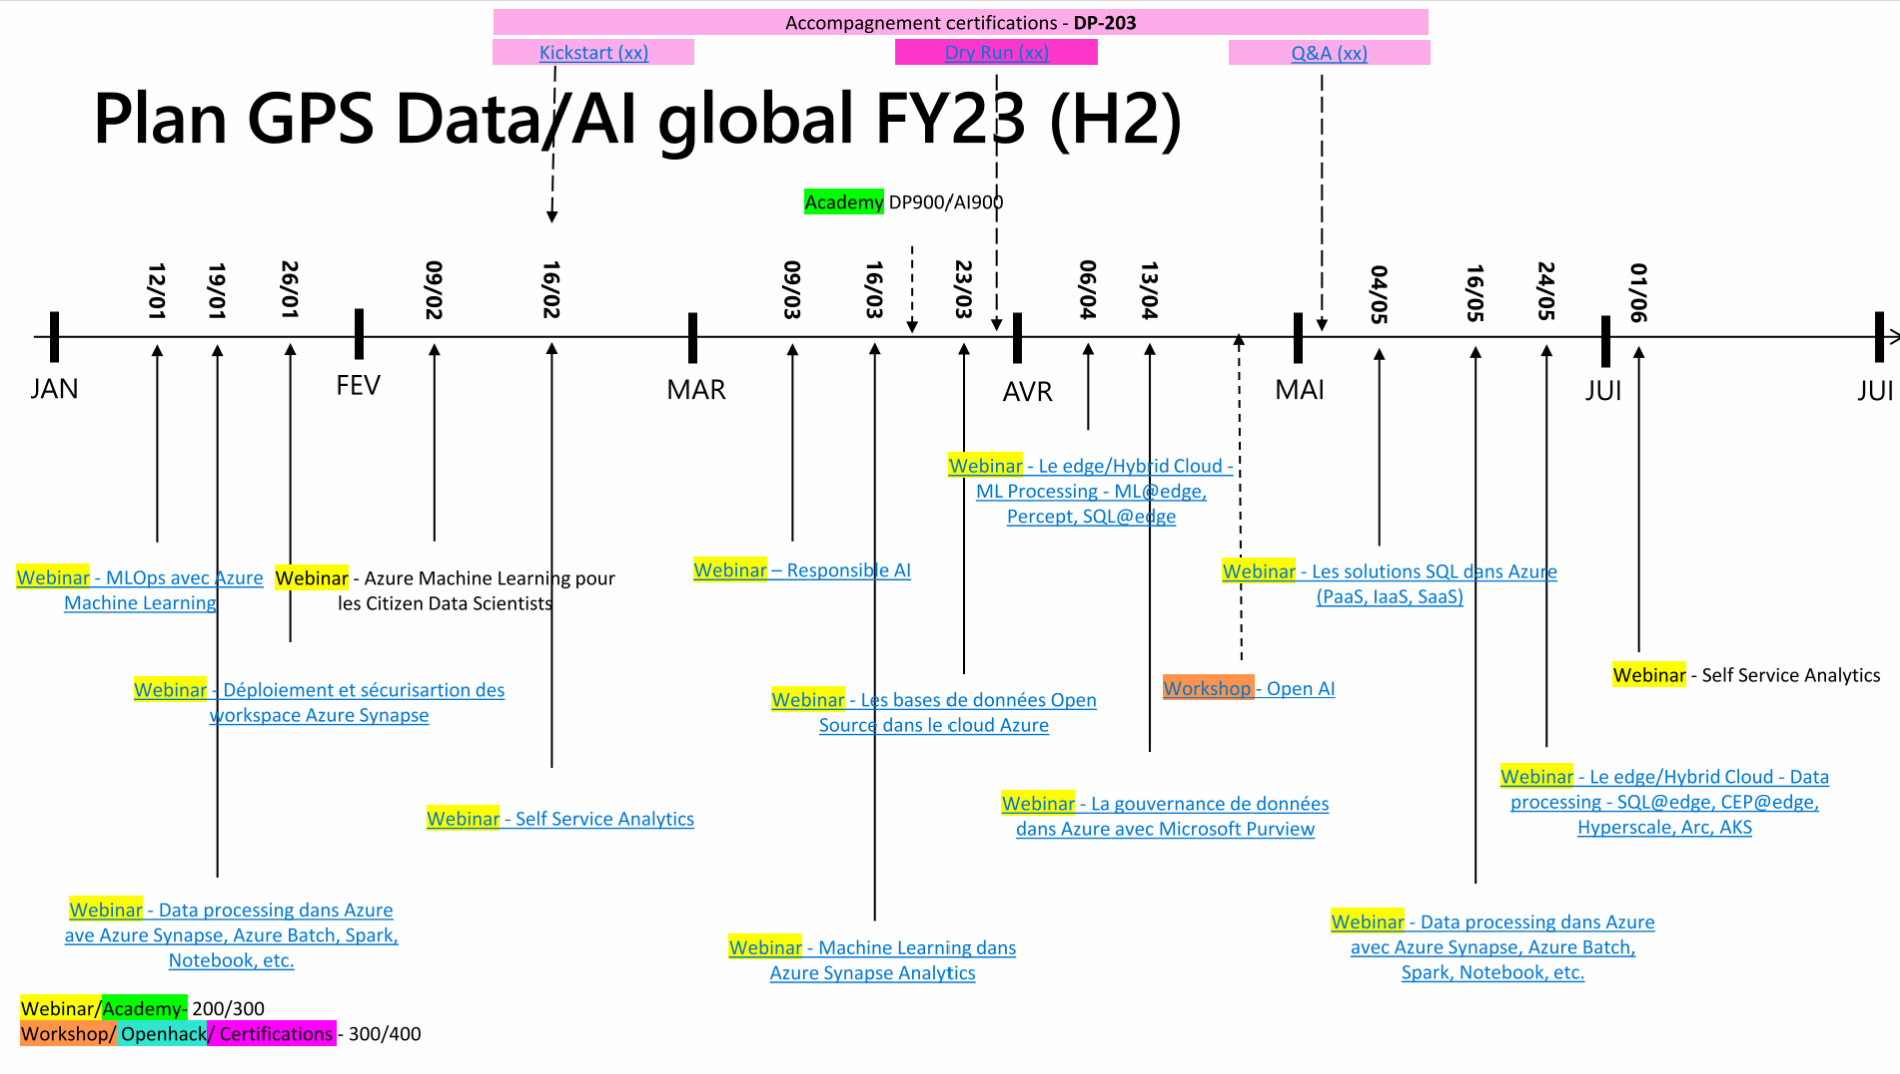 Accompagnement certifications - DP-203
Kickstart (xx)
Dry Run (xx)
Q&A (xx)
Plan GPS Data/AI global FY23 (H2)
Academy DP900/AI900
12/01
19/01
26/01
09/02
16/02
09/03
16/03
23/03
06/04
13/04
04/05
16/05
24/05
01/06
JAN
FEV
MAR
AVR
MAI
JUI
JUI
Webinar - Le edge/Hybrid Cloud -
ML Processing - ML@edge,
Percept, SQL@edge
Webinar - MLOps avec Azure
Machine Learning
Webinar - Azure Machine Learning pour
les Citizen Data Scientists
Webinar – Responsible AI
Webinar - Les solutions SQL dans Azure
(PaaS, IaaS, SaaS)
Webinar - Déploiement et sécurisartion des
workspace Azure Synapse
Webinar - Les bases de données Open
Source dans le cloud Azure
Workshop - Open AI
Webinar - Self Service Analytics
Webinar - Self Service Analytics
Webinar - La gouvernance de données
dans Azure avec Microsoft Purview
Webinar - Le edge/Hybrid Cloud - Data
processing - SQL@edge, CEP@edge,
Hyperscale, Arc, AKS
Webinar - Data processing dans Azure
ave Azure Synapse, Azure Batch, Spark,
Notebook, etc.
Webinar - Machine Learning dans
Azure Synapse Analytics
Webinar - Data processing dans Azure
avec Azure Synapse, Azure Batch,
Spark, Notebook, etc.
Webinar/Academy- 200/300
Workshop/ Openhack/ Certifications - 300/400